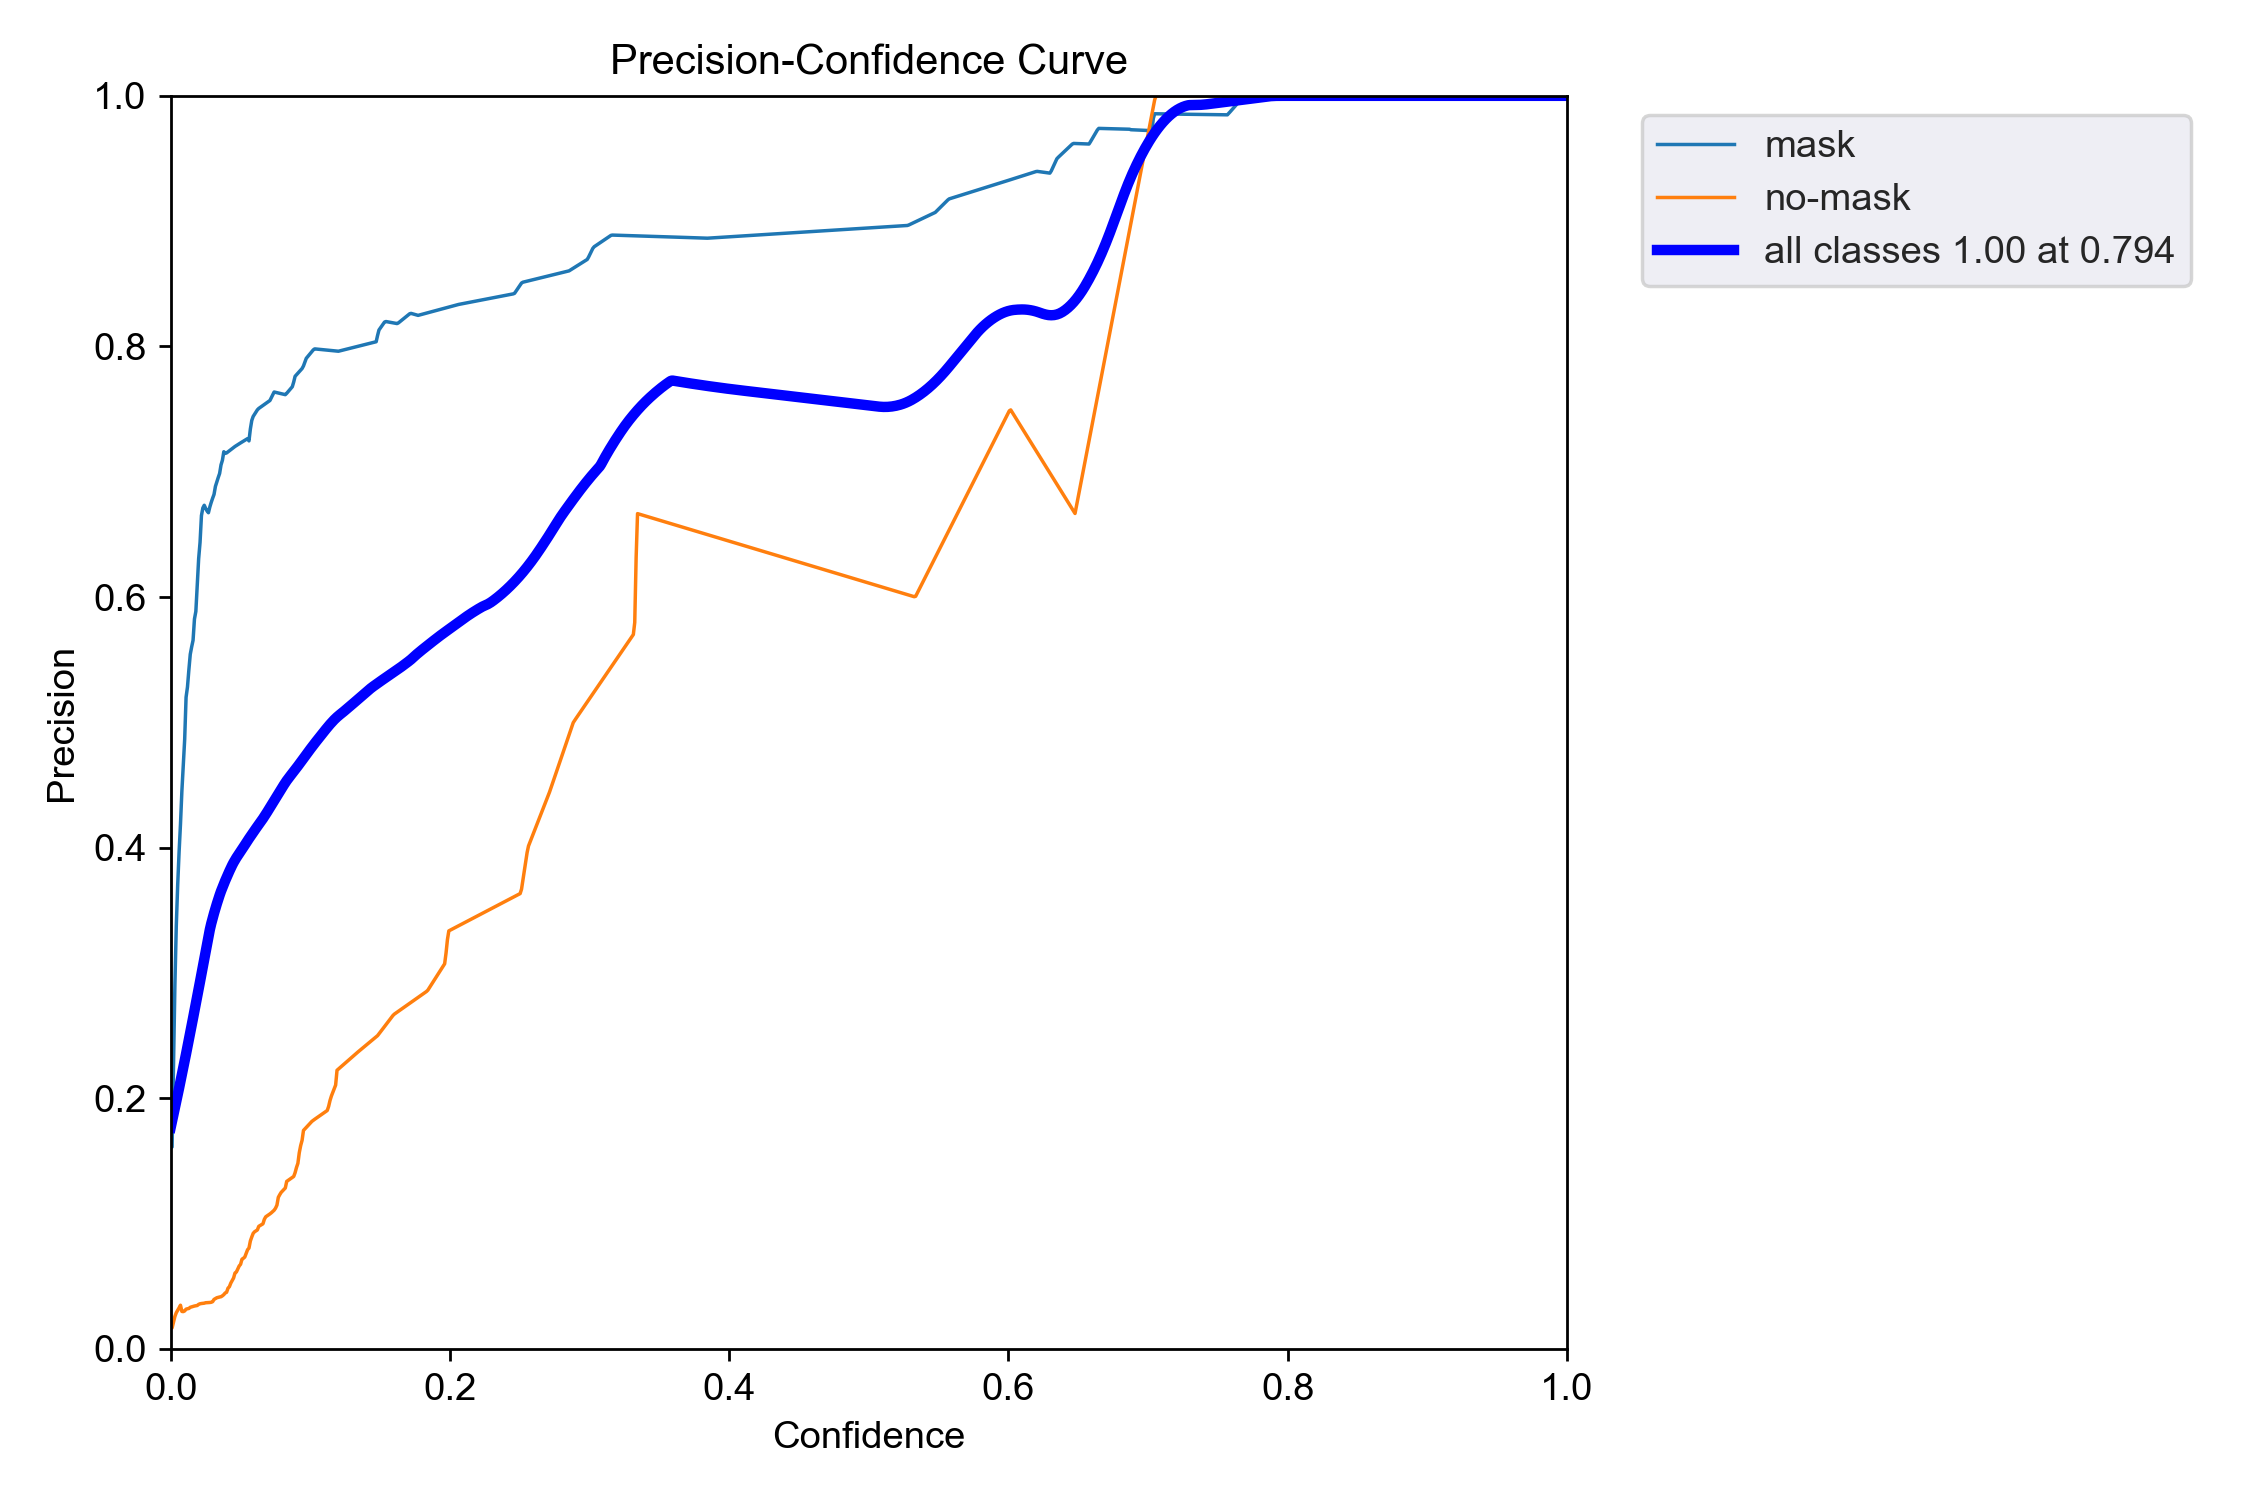 Precision-Confidence Curve
1.0
0.8
0.6
0.4
0.2
0.0
Precision
0.0 0.2 0.4 0.6 0.8 1.0
Confidence
mask
no-mask
all classes 1.00 at 0.794